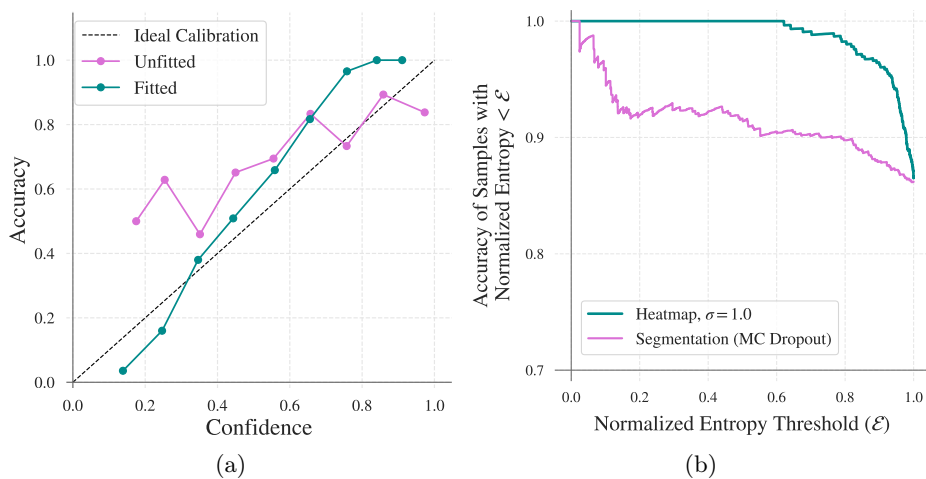 Ideal Calibration
Unfitted
Fitted
Accuracy
1.0
0.8
0.6
0.4
0.2
0.0
0.0 0.2 0.4 0.6 0.8 1.0
Confidence
(a)
Accuracy of Samples with
Normalized Entropy < ℰ
1.0
0.9
0.8
0.7
Heatmap, σ = 1.0
Segmentation (MC Dropout)
0.0 0.2 0.4 0.6 0.8 1.0
Normalized Entropy Threshold (ℰ)
(b)